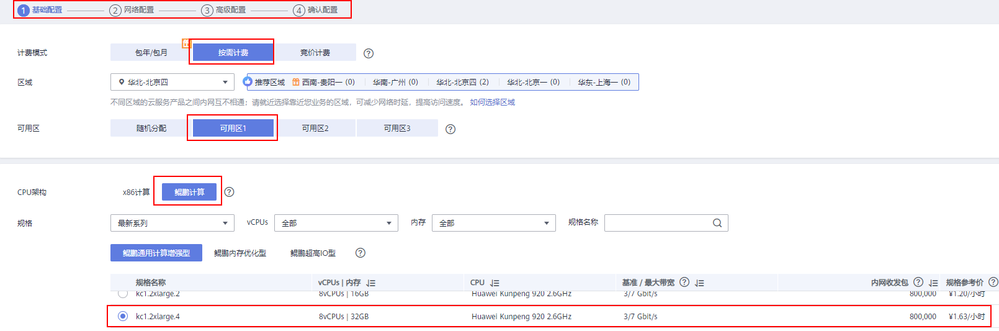 1 基础配置 2 网络配置 3 高级配置 4 确认配置
计费模式 包年/包月 按需计费 竞价计费 ?
区域 华北-北京四 推荐区域 西南-贵阳一 (0) 华南-广州 (0) 华北-北京四 (2) 华北-北京一 (0) 华东-上海一 (0)
不同区域的云服务产品之间内网互不相通；请就近选择靠近您业务的区域，可减少网络时延，提高访问速度。 如何选择区域
可用区 随机分配 可用区1 可用区2 可用区3 ?
CPU架构 x86计算 鲲鹏计算 ?
规格 最新系列 vCPUs 全部 内存 全部 规格名称
鲲鹏通用计算增强型 鲲鹏内存优化型 鲲鹏超高IO型 ?
规格名称 vCPUs | 内存 CPU 基准 / 最大带宽 ? 内网收发包 ? 规格参考价 ?
kc1.2xlarge.2 8vCPUs | 16GB Huawei Kunpeng 920 2.6GHz 3/7 Gbit/s 800,000 ¥1.20/小时
kc1.2xlarge.4 8vCPUs | 32GB Huawei Kunpeng 920 2.6GHz 3/7 Gbit/s 800,000 ¥1.63/小时